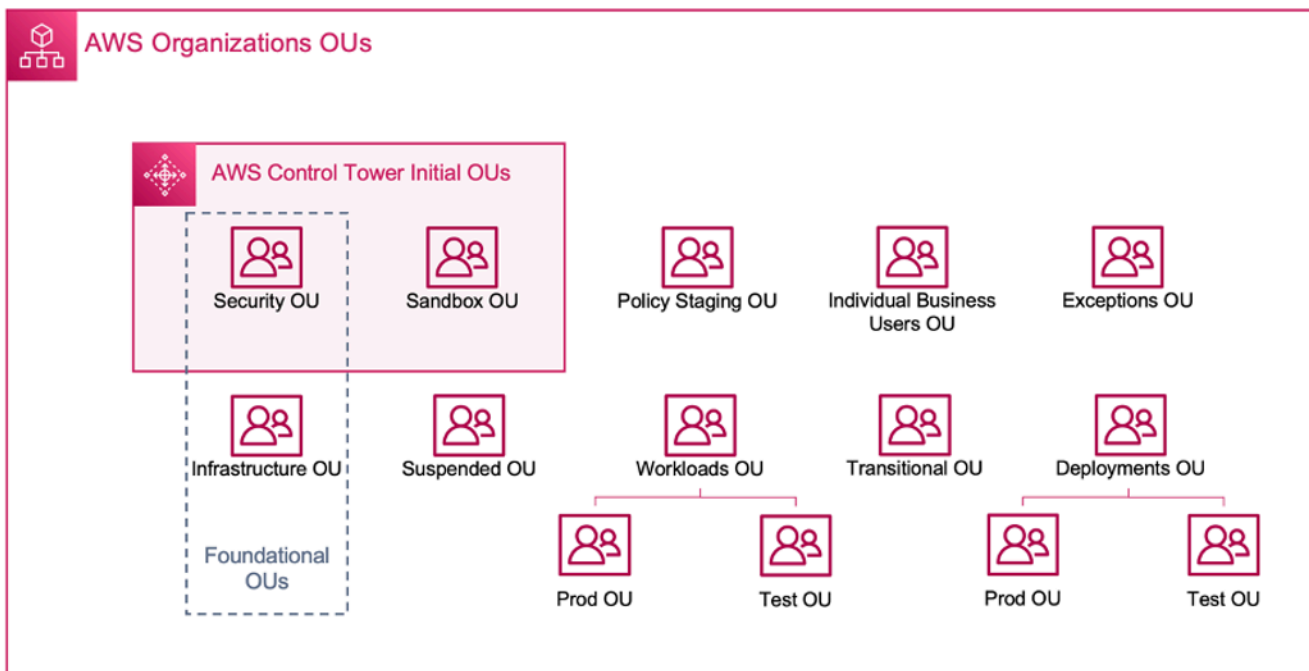 AWS Organizations OUs
AWS Control Tower Initial OUs
Security OU
Sandbox OU
Policy Staging OU
Individual Business
Users OU
Exceptions OU
Infrastructure OU
Suspended OU
Workloads OU
Transitional OU
Deployments OU
Foundational
OUs
Prod OU
Test OU
Prod OU
Test OU